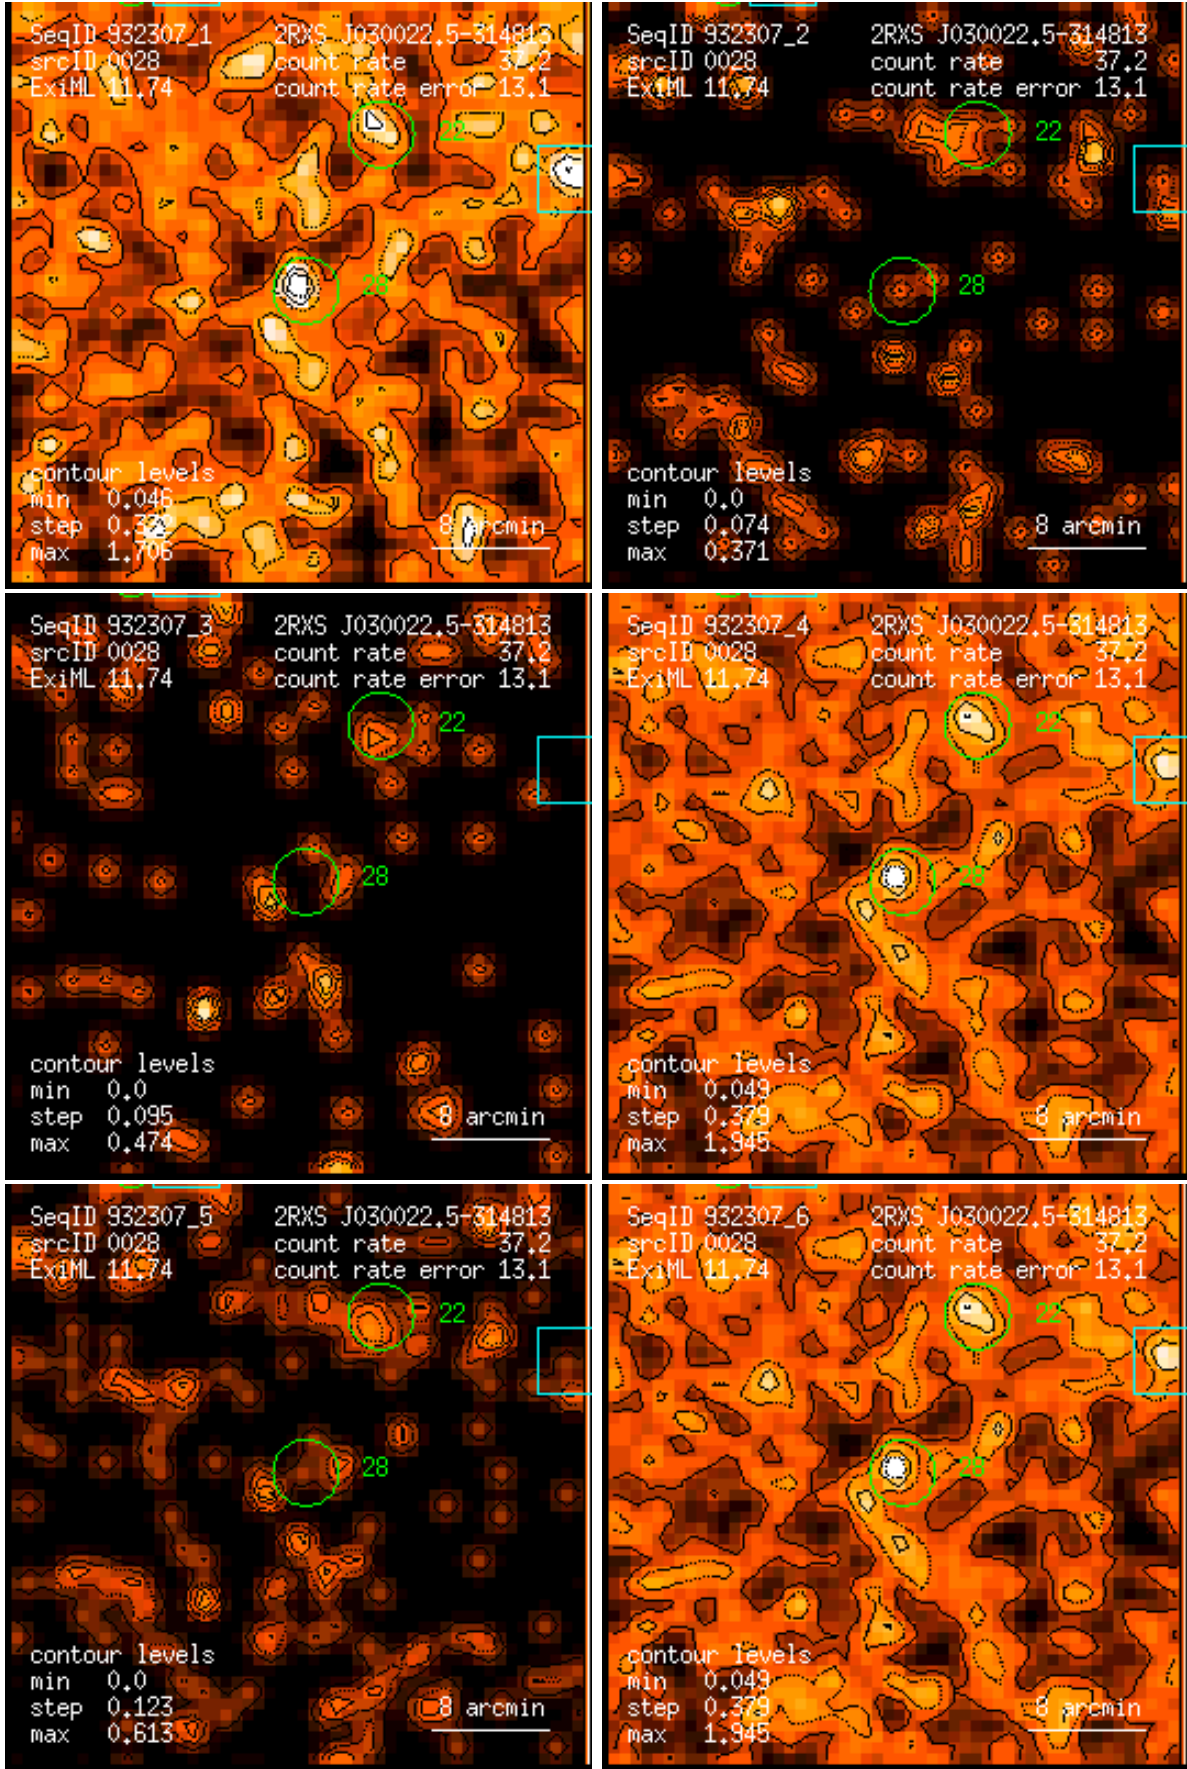 SeqID 932307_1 2RXS J030022.5-314813
srcID 0028 count rate 37.2
ExiML 11.74 count rate error 13.1
22
28
contour levels
min 0.046
step 0.332
max 1.706
8 arcmin
SeqID 932307_2 2RXS J030022.5-314813
srcID 0028 count rate 37.2
ExiML 11.74 count rate error 13.1
22
28
contour levels
min 0.0
step 0.074
max 0.371
8 arcmin
SeqID 932307_3 2RXS J030022.5-314813
srcID 0028 count rate 37.2
ExiML 11.74 count rate error 13.1
22
28
contour levels
min 0.0
step 0.095
max 0.474
8 arcmin
SeqID 932307_4 2RXS J030022.5-314813
srcID 0028 count rate 37.2
ExiML 11.74 count rate error 13.1
22
28
contour levels
min 0.049
step 0.379
max 1.945
8 arcmin
SeqID 932307_5 2RXS J030022.5-314813
srcID 0028 count rate 37.2
ExiML 11.74 count rate error 13.1
22
28
contour levels
min 0.0
step 0.123
max 0.613
8 arcmin
SeqID 932307_6 2RXS J030022.5-314813
srcID 0028 count rate 37.2
ExiML 11.74 count rate error 13.1
22
28
contour levels
min 0.049
step 0.379
max 1.945
8 arcmin